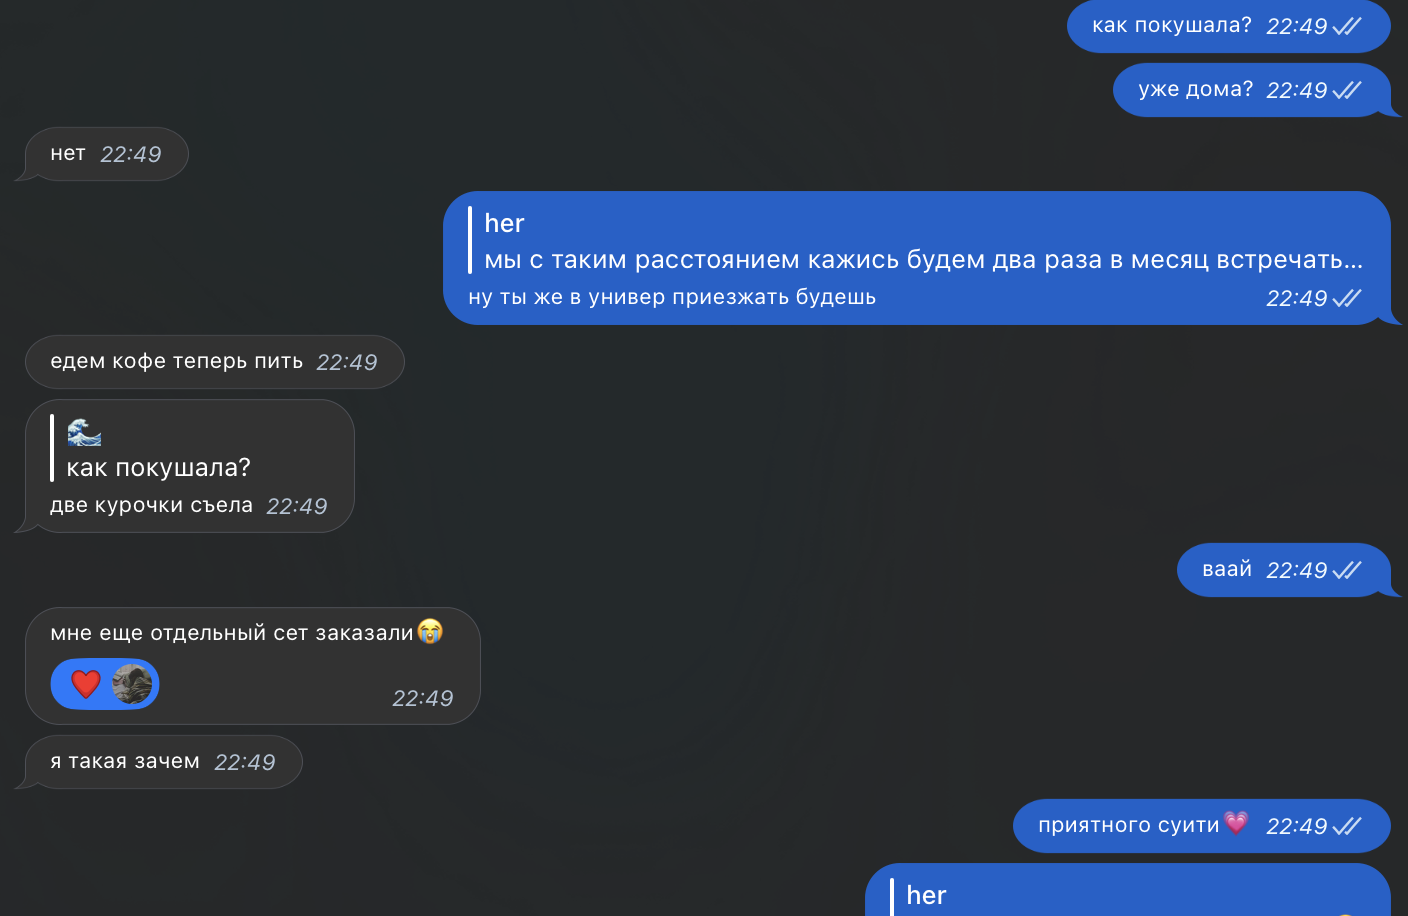 как покушала? 22:49
уже дома? 22:49
нет 22:49
her
мы с таким расстоянием кажись будем два раза в месяц встречать...
ну ты же в универ приезжать будешь 22:49
едем кофе теперь пить 22:49
🌊
как покушала?
две курочки съела 22:49
ваай 22:49
мне еще отдельный сет заказали😭
❤️ 22:49
я такая зачем 22:49
приятного суити💗 22:49
her